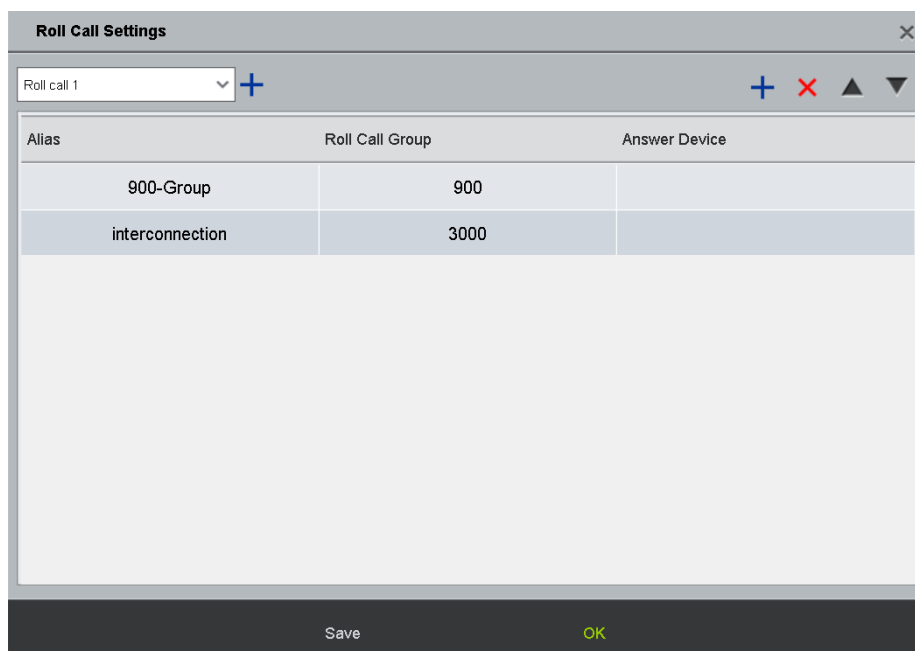 Roll Call Settings
Roll call 1
Alias Roll Call Group Answer Device
900-Group 900
interconnection 3000
Save OK